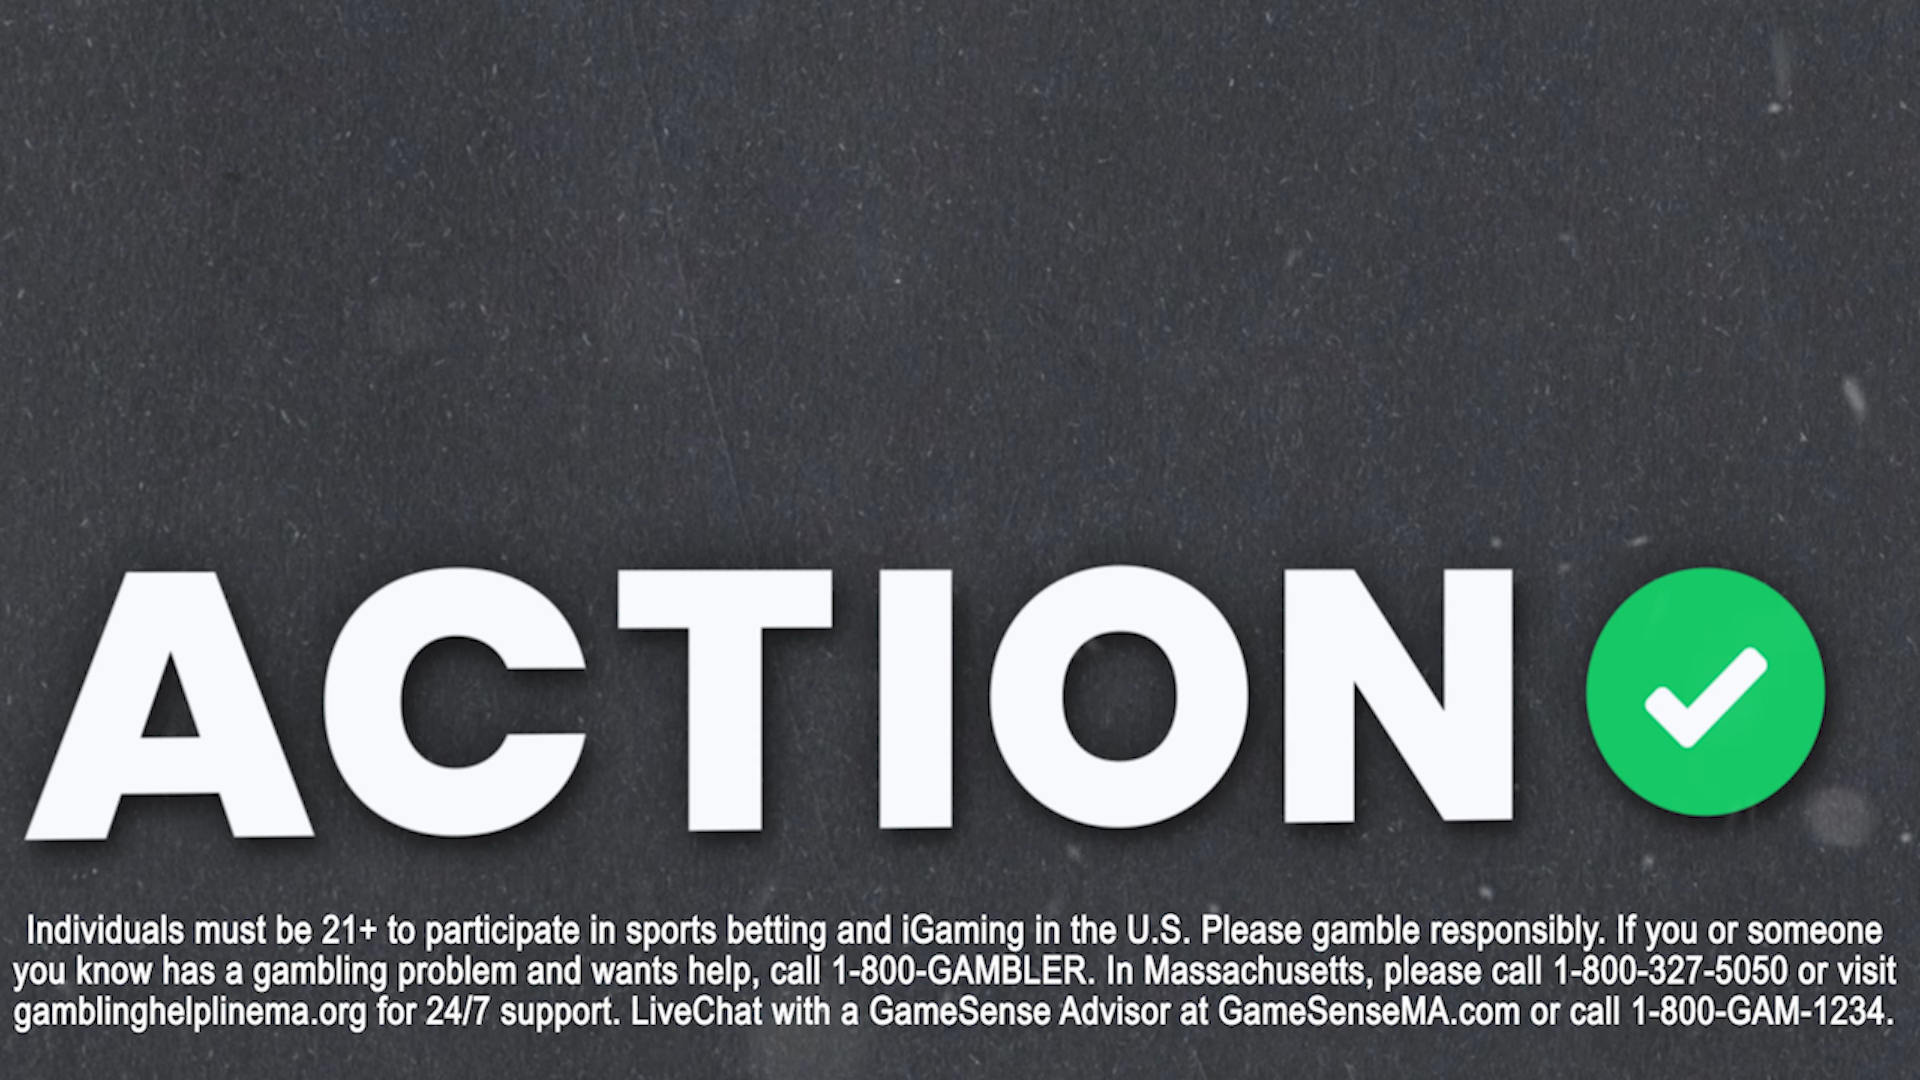 ACTION
Individuals must be 21+ to participate in sports betting and iGaming in the U.S. Please gamble responsibly. If you or someone
you know has a gambling problem and wants help, call 1-800-GAMBLER. In Massachusetts, please call 1-800-327-5050 or visit
gamblinghelplinema.org for 24/7 support. LiveChat with a GameSense Advisor at GameSenseMA.com or call 1-800-GAM-1234.